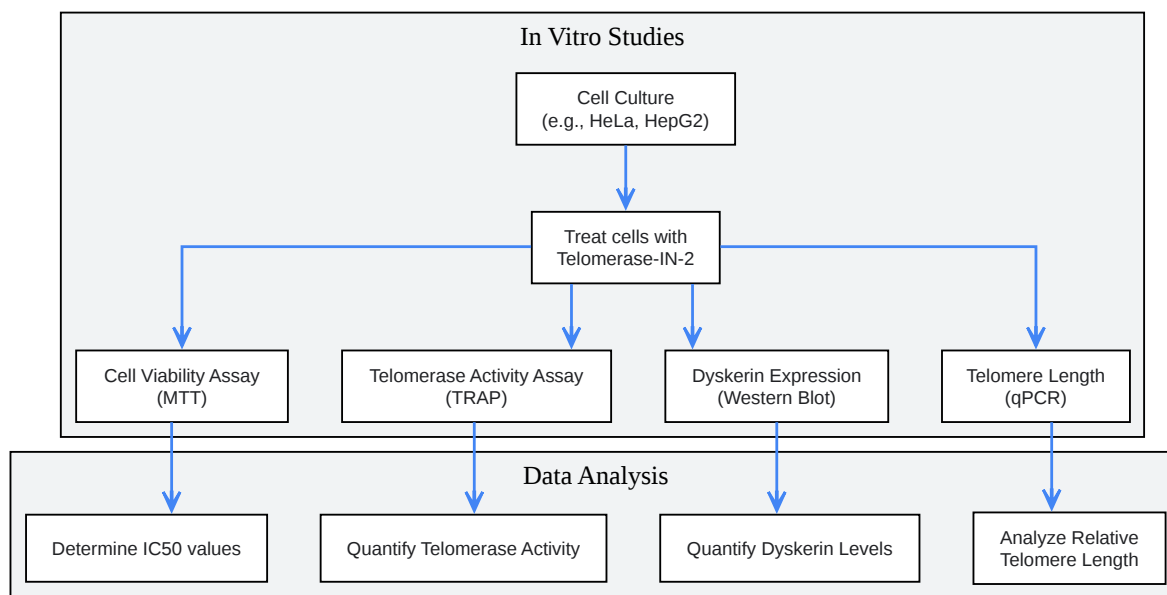 In Vitro Studies
Cell Culture
(e.g., HeLa, HepG2)
Treat cells with
Telomerase-IN-2
Cell Viability Assay
(MTT)
Telomerase Activity Assay
(TRAP)
Dyskerin Expression
(Western Blot)
Telomere Length
(qPCR)
Data Analysis
Determine IC50 values
Quantify Telomerase Activity
Quantify Dyskerin Levels
Analyze Relative
Telomere Length